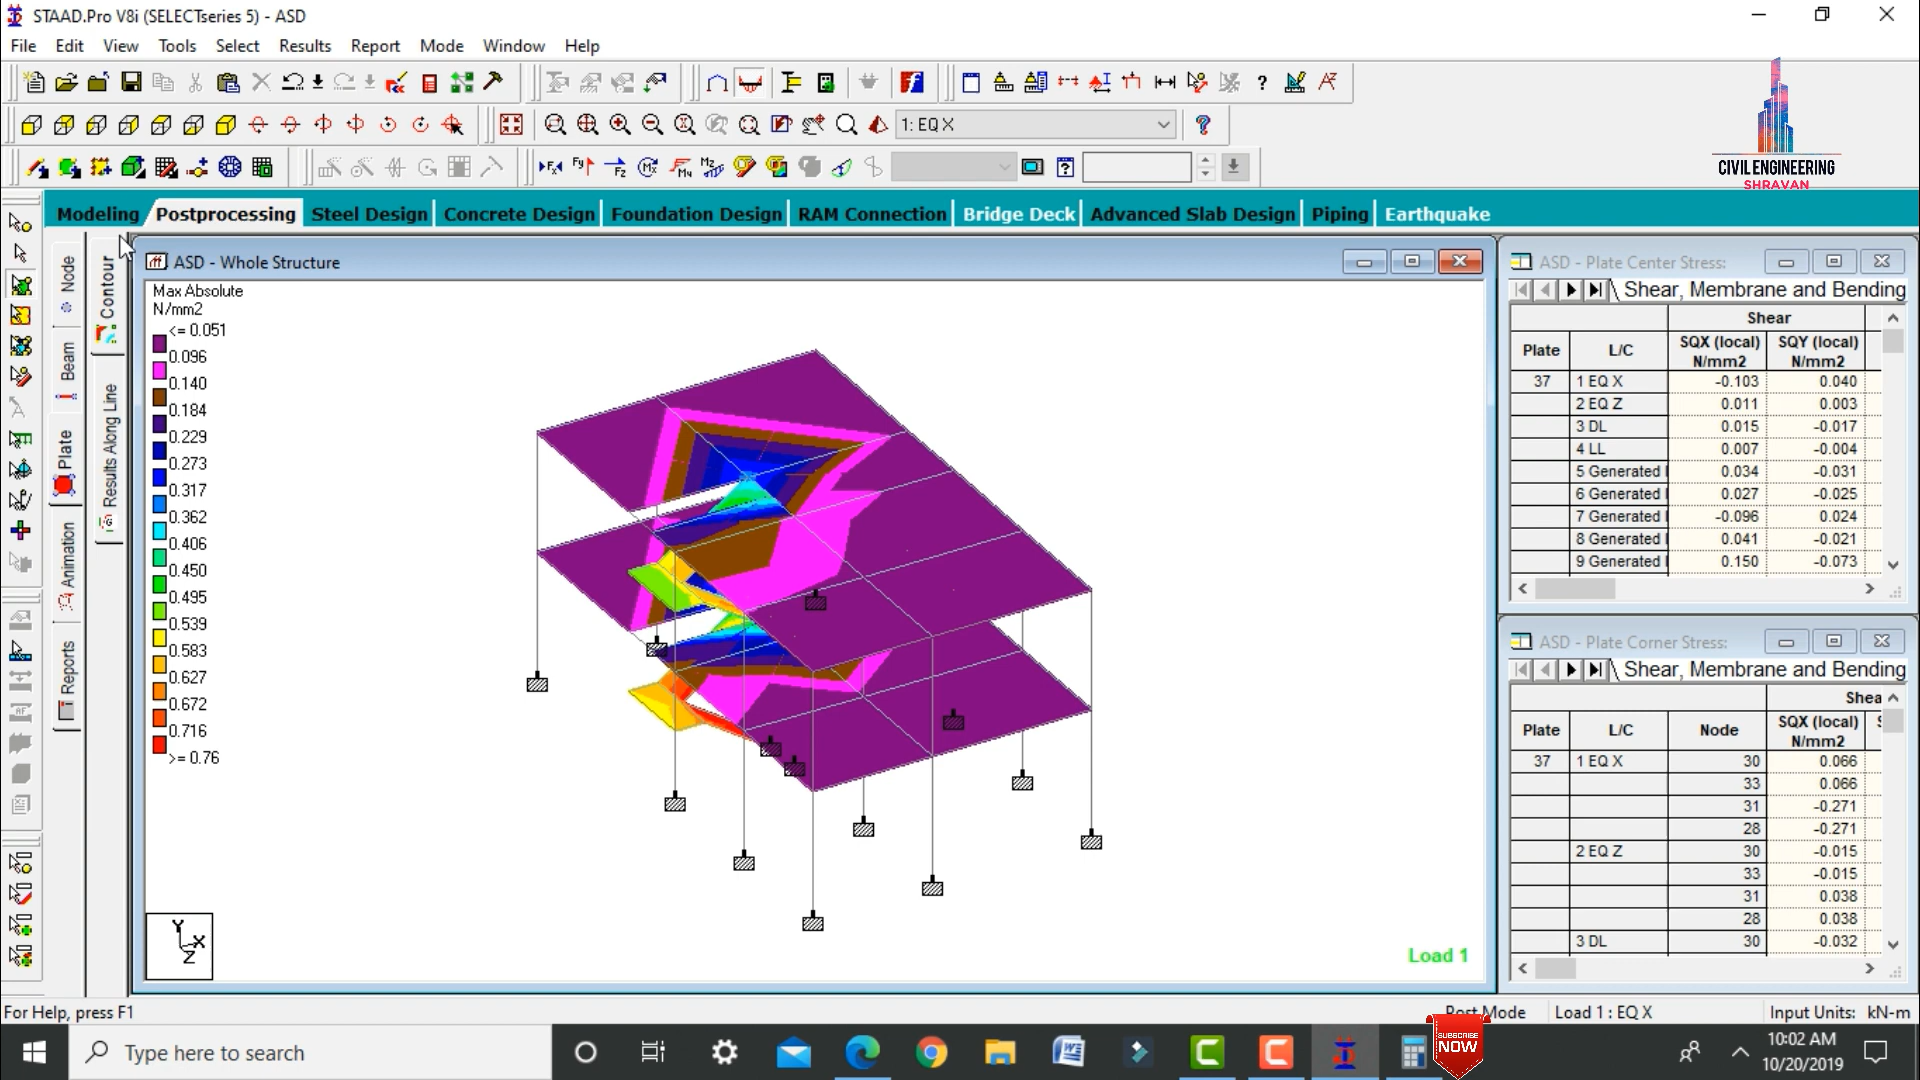 STAAD.Pro V8i (SELECTseries 5) - ASD
File Edit View Tools Select Results Report Mode Window Help
1: EQ X
CIVIL ENGINEERING
SHRAVAN
Modeling Postprocessing Steel Design Concrete Design Foundation Design RAM Connection Bridge Deck Advanced Slab Design Piping Earthquake
Node
Beam
Plate
Animation
Reports
Contour
Results Along Line
ASD - Whole Structure
Max Absolute
N/mm2
<= 0.051
0.096
0.140
0.184
0.229
0.273
0.317
0.362
0.406
0.450
0.495
0.539
0.583
0.627
0.672
0.716
>= 0.76
Y
X
Z
Load 1
ASD - Plate Center Stress:
Shear, Membrane and Bending
Shear
Plate L/C SQX (local) N/mm2 SQY (local) N/mm2
37 1 EQ X -0.103 0.040
2 EQ Z 0.011 0.003
3 DL 0.015 -0.017
4 LL 0.007 -0.004
5 Generated 0.034 -0.031
6 Generated 0.027 -0.025
7 Generated -0.096 0.024
8 Generated 0.041 -0.021
9 Generated 0.150 -0.073
ASD - Plate Corner Stress:
Shear, Membrane and Bending
Shea
Plate L/C Node SQX (local) N/mm2
37 1 EQ X 30 0.066
33 0.066
31 -0.271
28 -0.271
2 EQ Z 30 -0.015
33 -0.015
31 0.038
28 0.038
3 DL 30 -0.032
For Help, press F1
Post Mode Load 1 : EQ X Input Units: kN-m
Type here to search
SUBSCRIBE
NOW
10:02 AM
10/20/2019